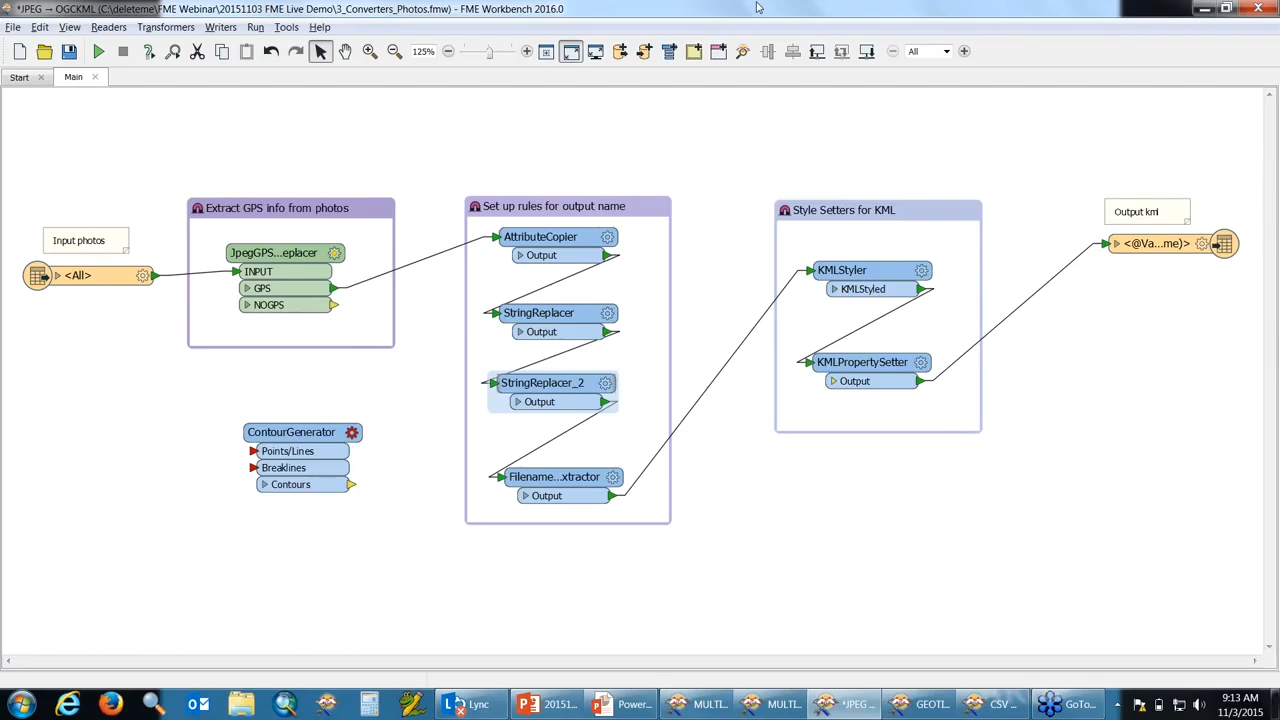 *JPEG → OGCKML (C:\deleteme\FME Webinar\20151103 FME Live Demo\3_Converters_Photos.fmw) - FME Workbench 2016.0
File Edit View Readers Transformers Writers Run Tools Help
125% All
Start Main
Input photos
<All>
Extract GPS info from photos
JpegGPS...eplacer
INPUT
GPS
NOGPS
ContourGenerator
Points/Lines
Breaklines
Contours
Set up rules for output name
AttributeCopier
Output
StringReplacer
Output
StringReplacer_2
Output
Filename...xtractor
Output
Style Setters for KML
KMLStyler
KMLStyled
KMLPropertySetter
Output
Output kml
<@Va...me)>
Lync 20151... Power... MULTI... MULTI... *JPEG ... GEOTI... CSV ... GoTo...
9:13 AM
11/3/2015